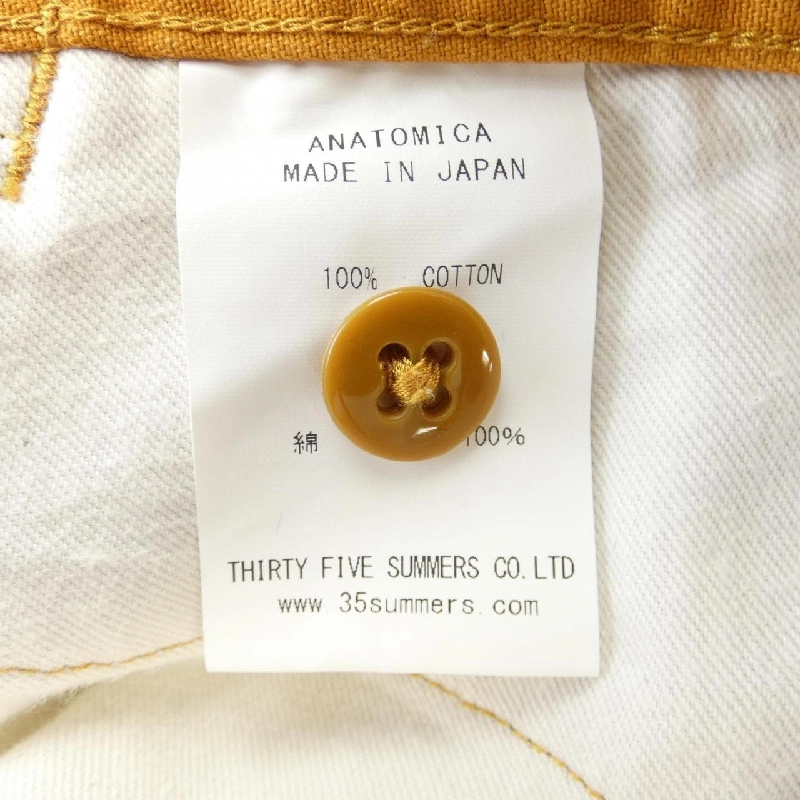 ANATOMICA
MADE IN JAPAN
100% COTTON
綿 100%
THIRTY FIVE SUMMERS CO.LTD
www.35summers.com